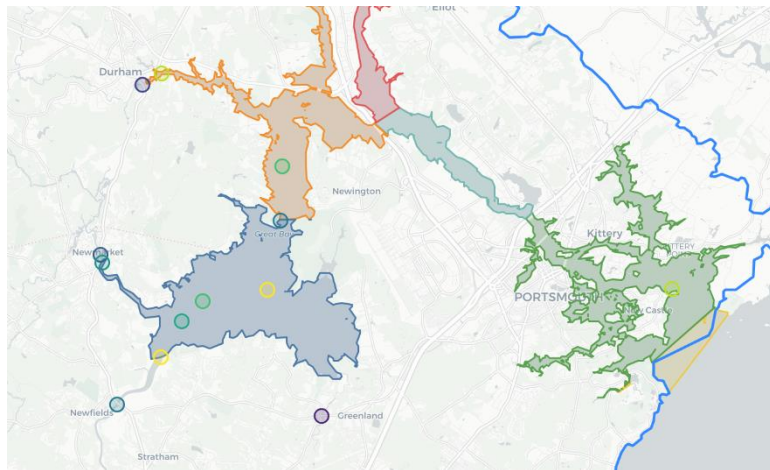 Eliot
Durham
Newington
Great Bay
Kittery
Newmarket
KITTERY
PORTSMOUTH
New Castle
Newfields
Greenland
Stratham